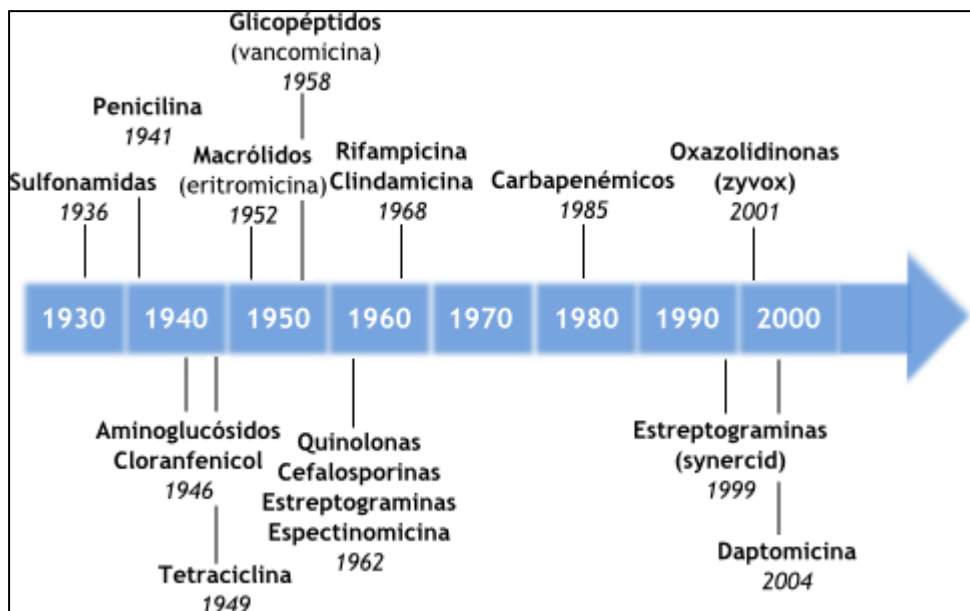 Glicopéptidos
(vancomicina)
1958
Penicilina
1941
Macrólidos
(eritromicina)
1952
Rifampicina
Clindamicina
1968
Oxazolidinonas
(zyvox)
2001
Sulfonamidas
1936
Carbapenémicos
1985
1930 1940 1950 1960 1970 1980 1990 2000
Aminoglucósidos
Cloranfenicol
1946
Quinolonas
Cefalosporinas
Estreptograminas
Espectinomicina
1962
Estreptograminas
(synercid)
1999
Tetraciclina
1949
Daptomicina
2004